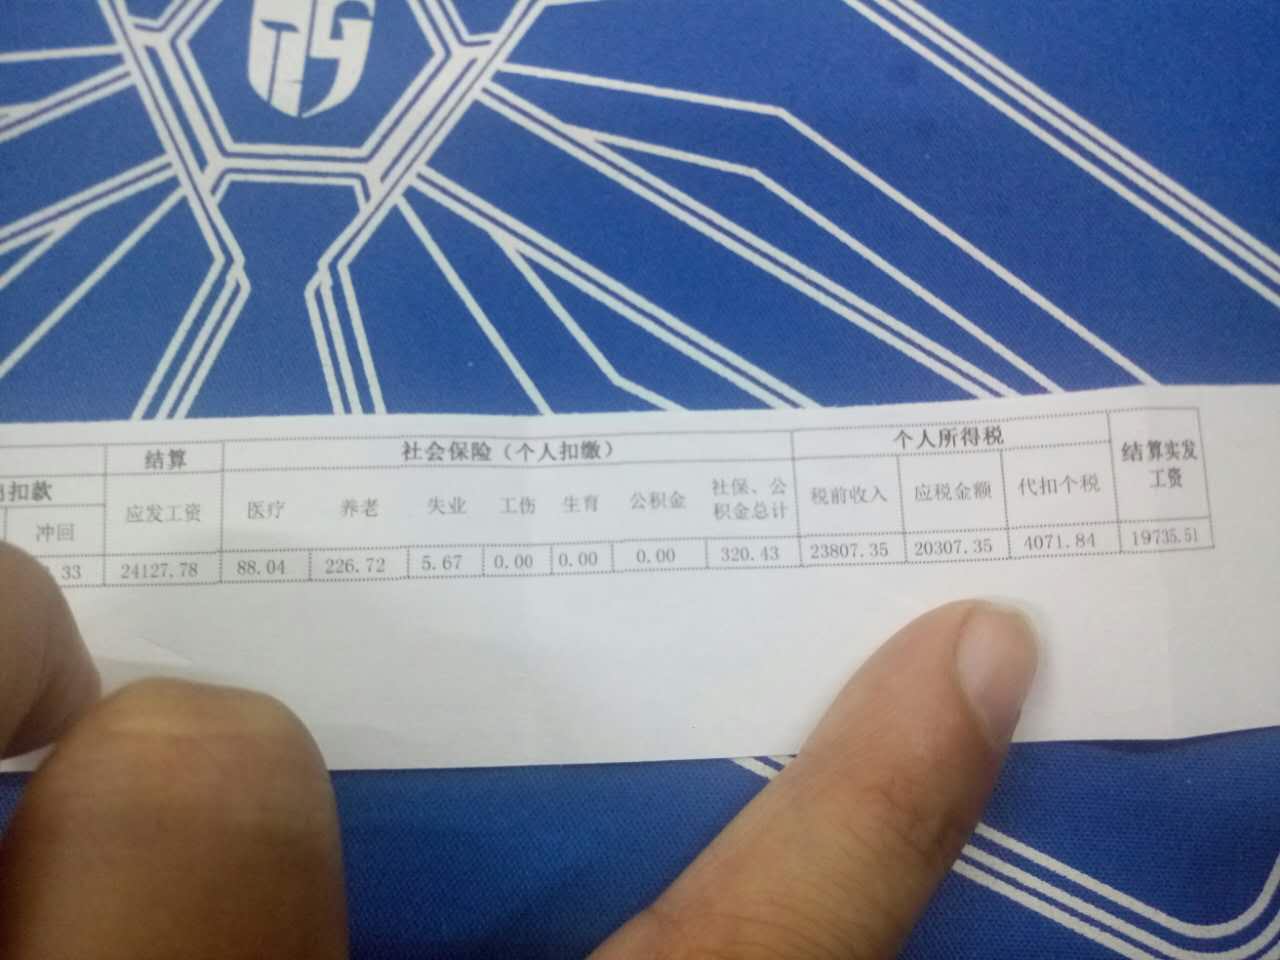 TG
结算 社会保险（个人扣缴） 个人所得税 结算实发工资
扣款 应发工资 医疗 养老 失业 工伤 生育 公积金 社保、公积金总计 税前收入 应税金额 代扣个税
冲回
.33 24127.78 88.04 226.72 5.67 0.00 0.00 0.00 320.43 23807.35 20307.35 4071.84 19735.51